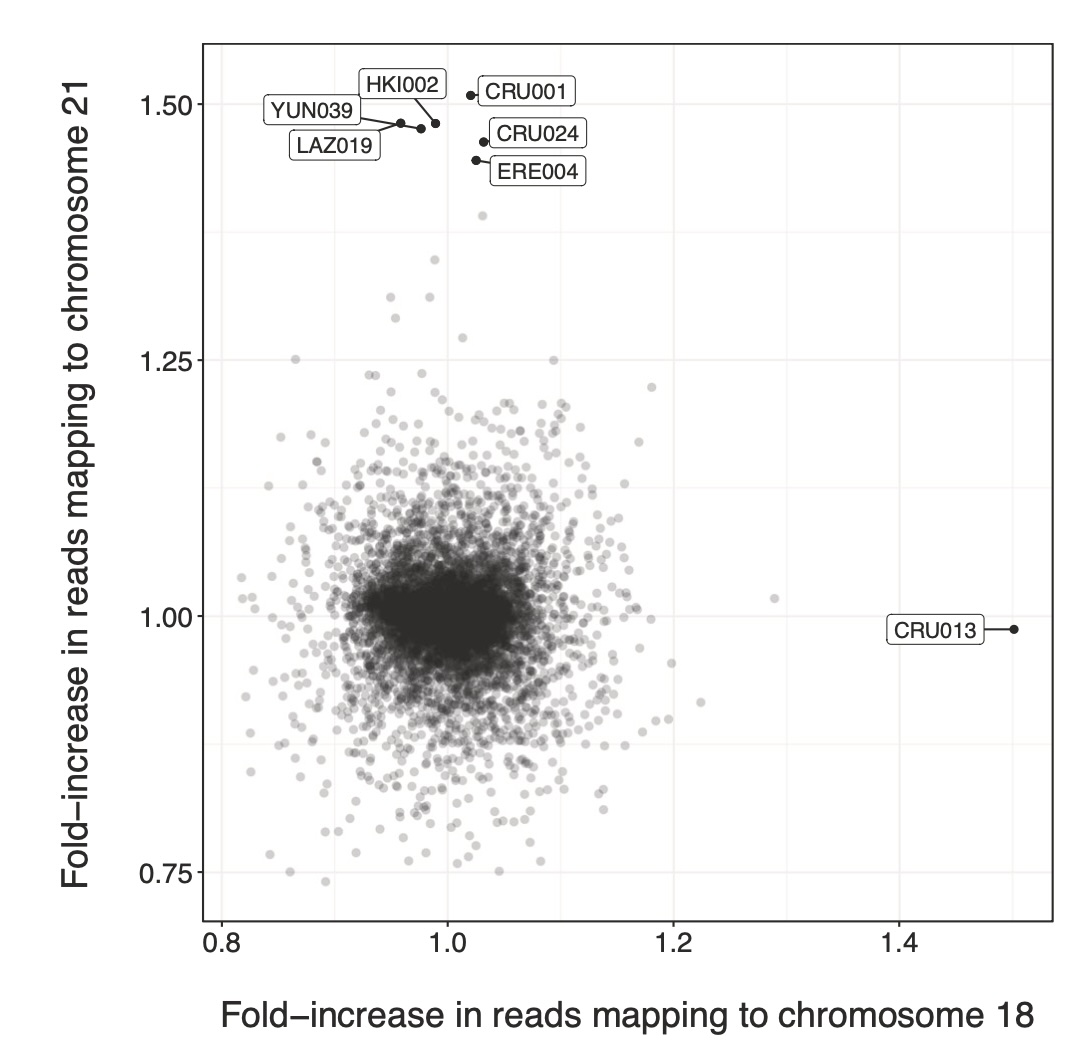 Fold–increase in reads mapping to chromosome 21
1.50
1.25
1.00
0.75
HKI002
CRU001
YUN039
CRU024
LAZ019
ERE004
CRU013
0.8
1.0
1.2
1.4
Fold–increase in reads mapping to chromosome 18